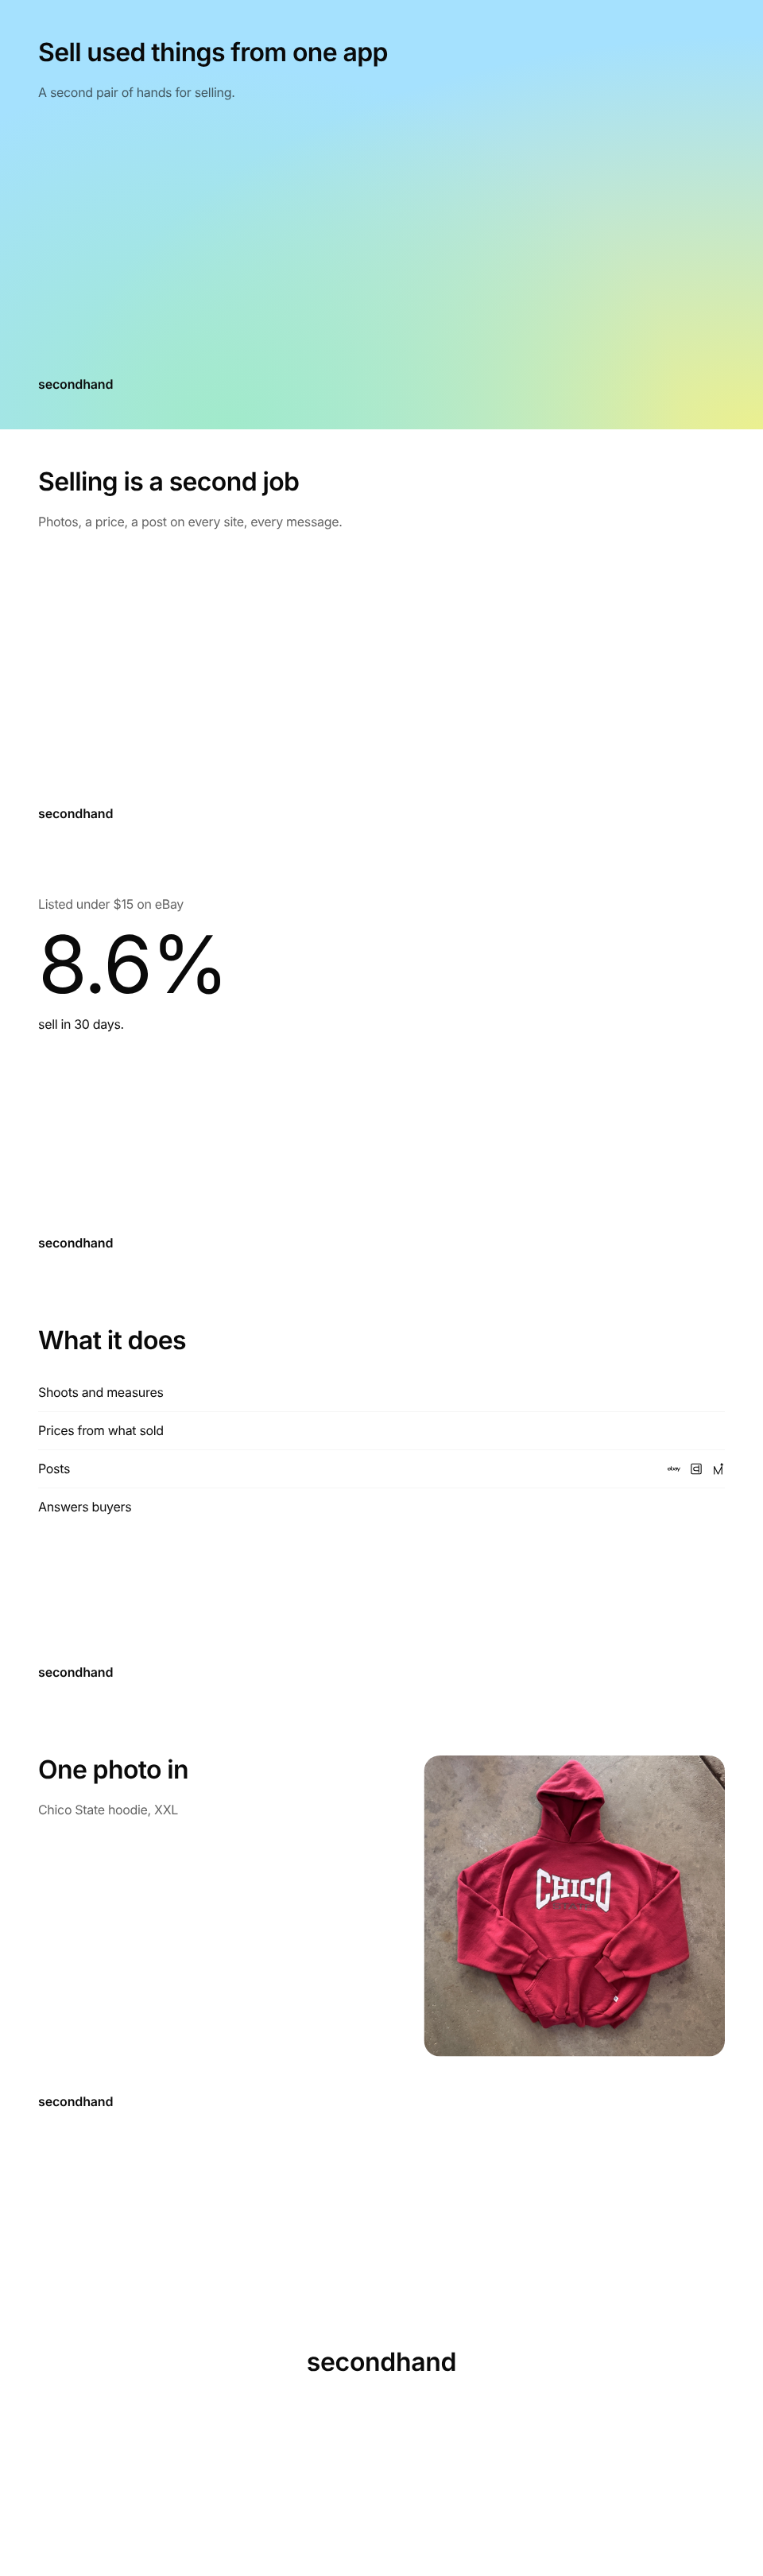 Sell used things from one app
A second pair of hands for selling.
secondhand
Selling is a second job
Photos, a price, a post on every site, every message.
secondhand
Listed under $15 on eBay
8.6%
sell in 30 days.
secondhand
What it does
Shoots and measures
Prices from what sold
Posts
ebay
Answers buyers
secondhand
One photo in
Chico State hoodie, XXL
CHICO
secondhand
secondhand